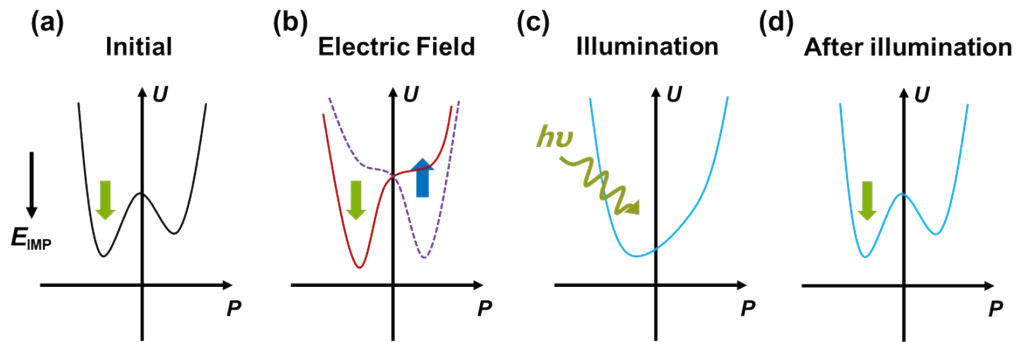 (a) Initial
U
E IMP
P
(b) Electric Field
U
P
(c) Illumination
U
hυ
P
(d) After illumination
U
P